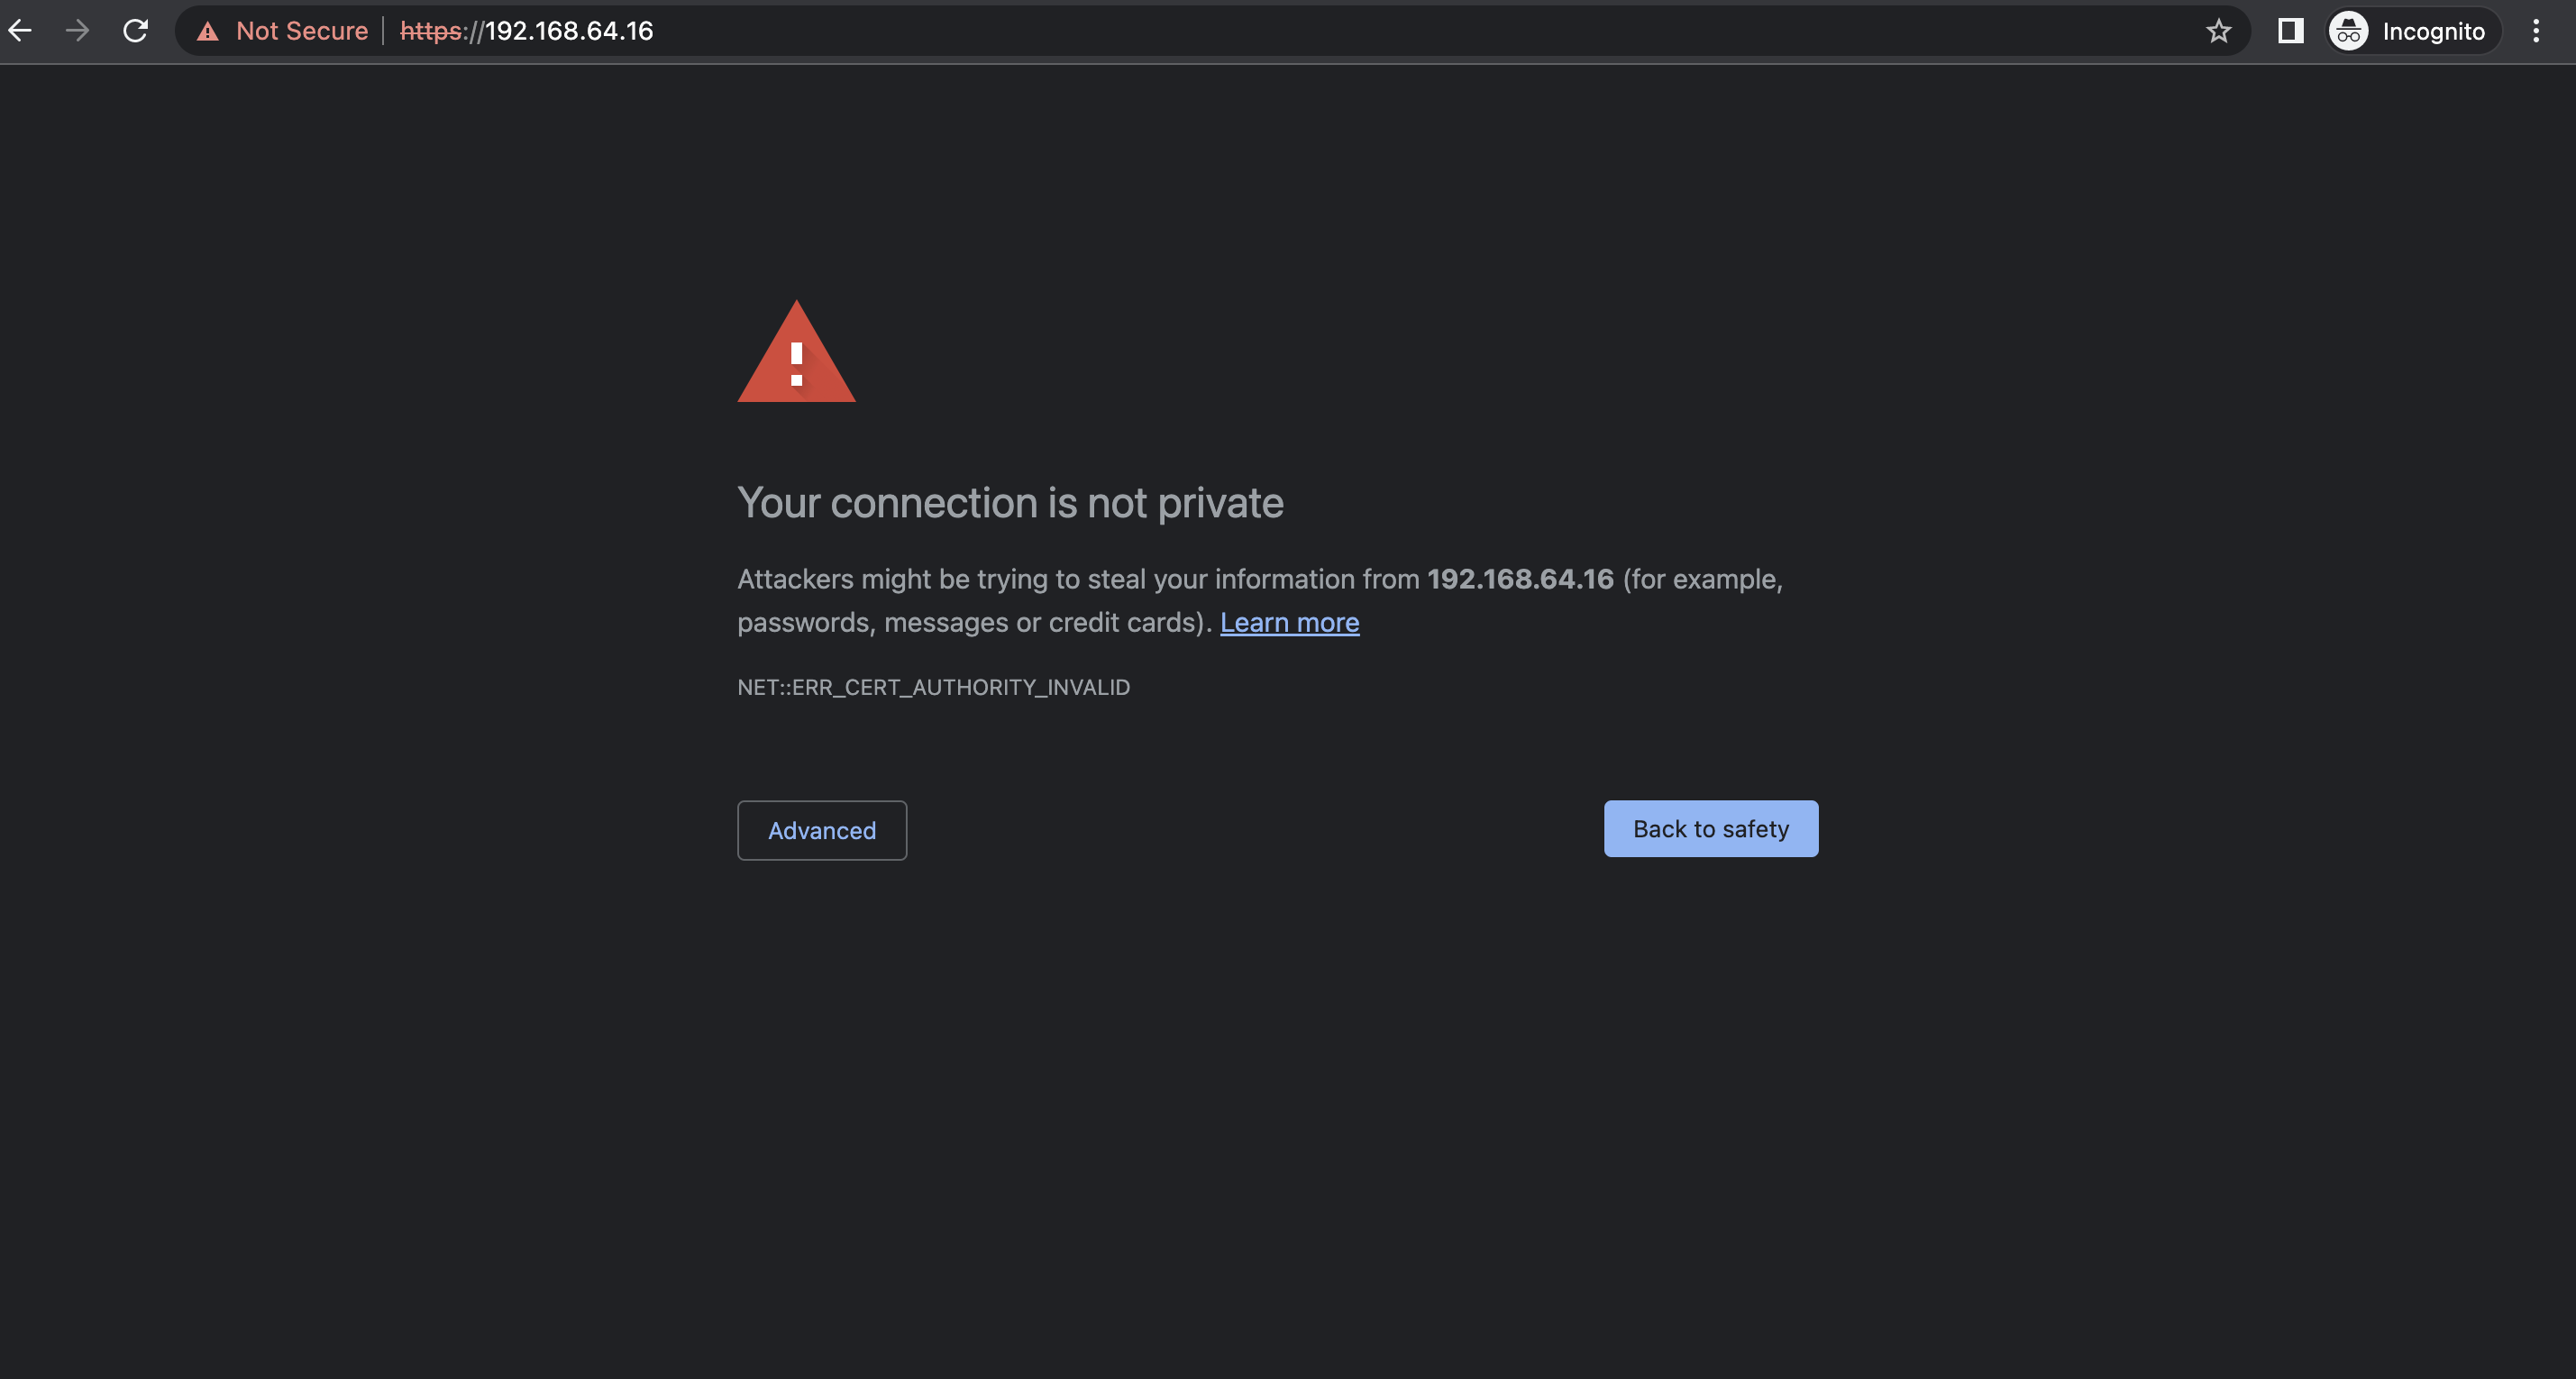 Not Secure https://192.168.64.16 Incognito
Your connection is not private
Attackers might be trying to steal your information from 192.168.64.16 (for example,
passwords, messages or credit cards). Learn more
NET::ERR_CERT_AUTHORITY_INVALID
Advanced Back to safety